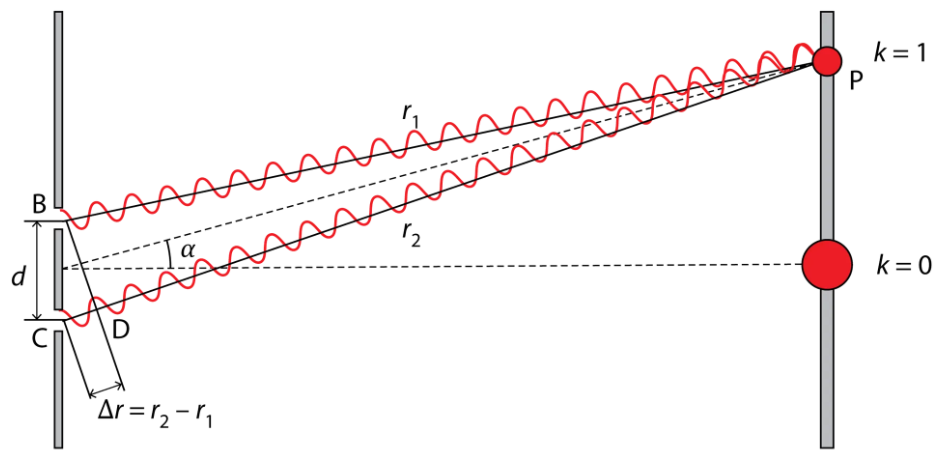 k = 1
P
r₁
B
r₂
α
k = 0
d
D
C
Δr = r₂ – r₁